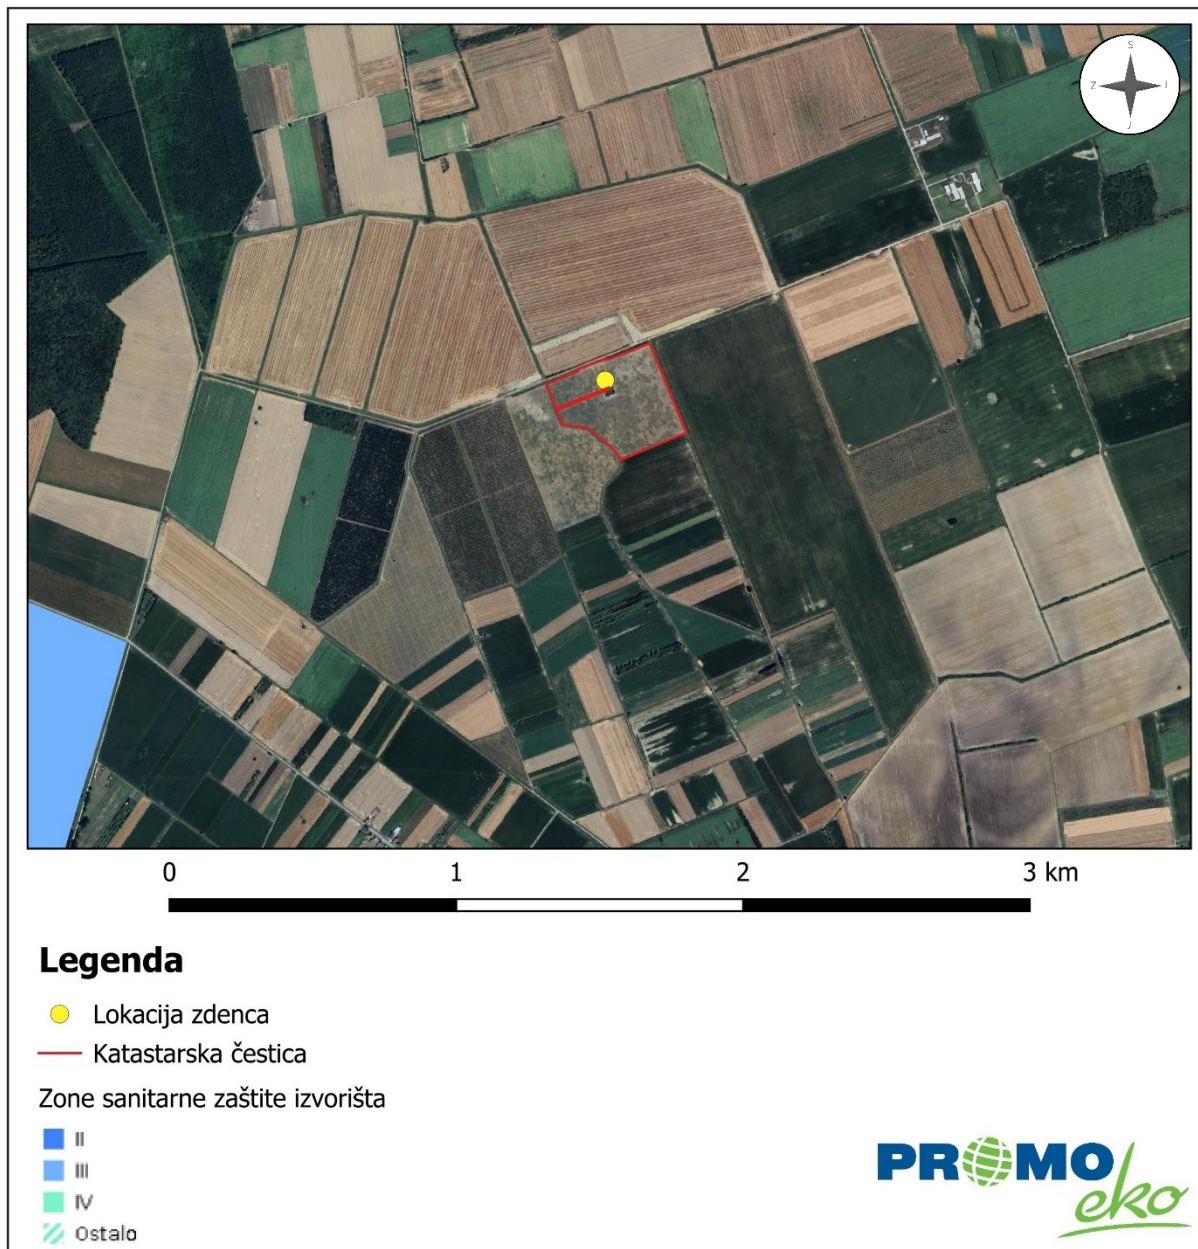 S
Z I
J
0 1 2 3 km
Legenda
Lokacija zdenca
Katastarska čestica
Zone sanitarne zaštite izvorišta
II
III
IV
Ostalo
PROMO
eko